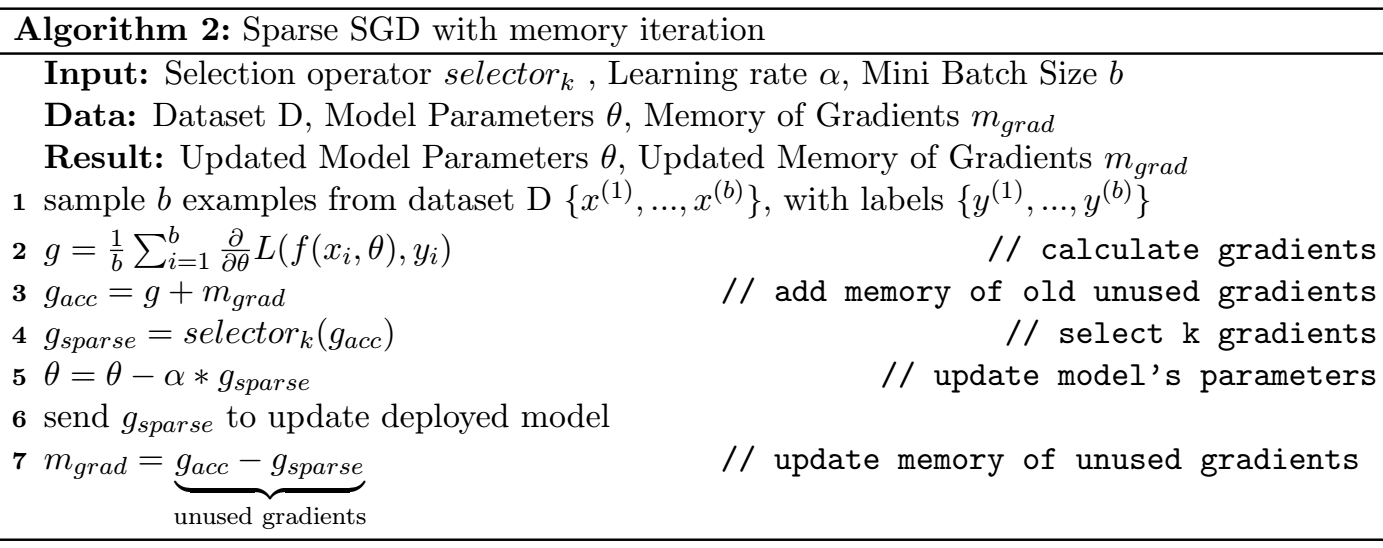 Algorithm 2: Sparse SGD with memory iteration
Input: Selection operator selector_k , Learning rate α, Mini Batch Size b
Data: Dataset D, Model Parameters θ, Memory of Gradients m_grad
Result: Updated Model Parameters θ, Updated Memory of Gradients m_grad
1 sample b examples from dataset D {x^(1), ..., x^(b)}, with labels {y^(1), ..., y^(b)}
2 g = 1/b ∑_{i=1}^{b} ∂/∂θ L(f(x_i, θ), y_i) // calculate gradients
3 g_acc = g + m_grad // add memory of old unused gradients
4 g_sparse = selector_k(g_acc) // select k gradients
5 θ = θ − α ∗ g_sparse // update model's parameters
6 send g_sparse to update deployed model
7 m_grad = g_acc − g_sparse // update memory of unused gradients
unused gradients